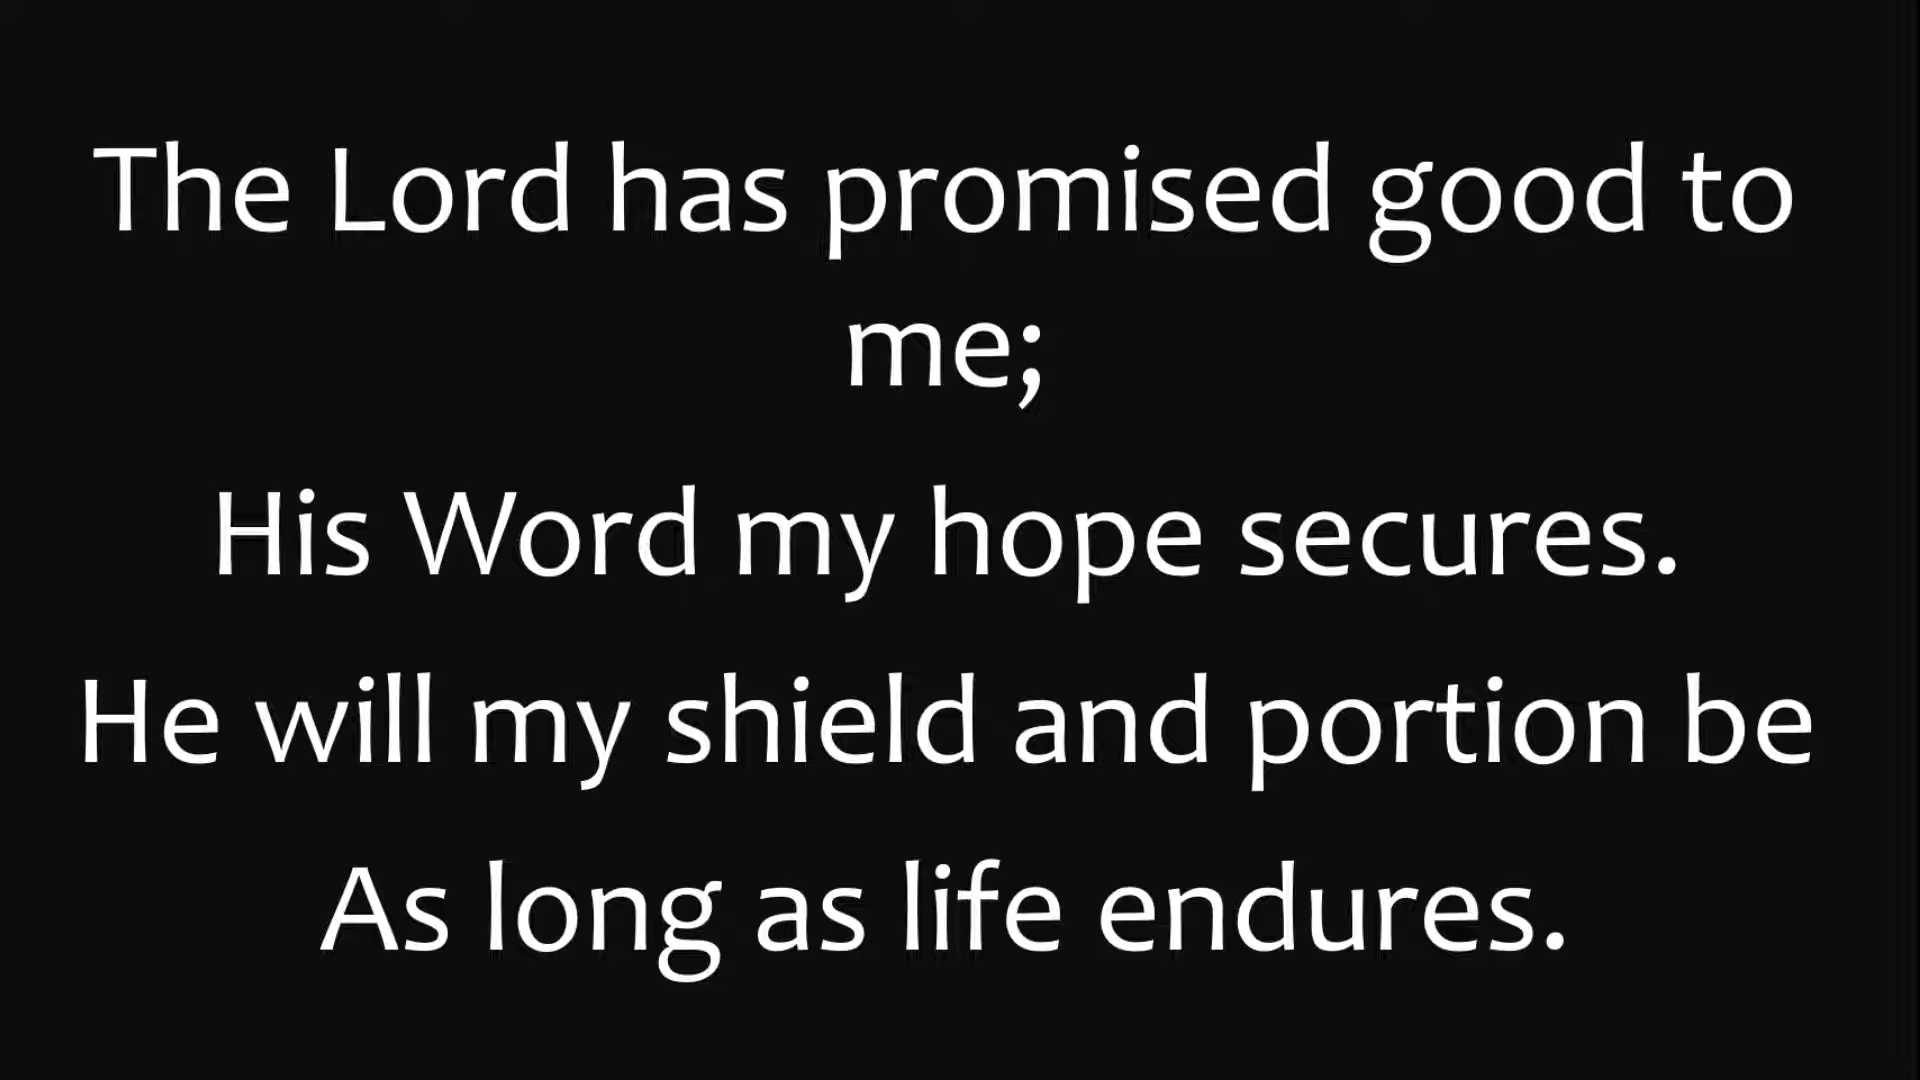 The Lord has promised good to
me;
His Word my hope secures.
He will my shield and portion be
As long as life endures.